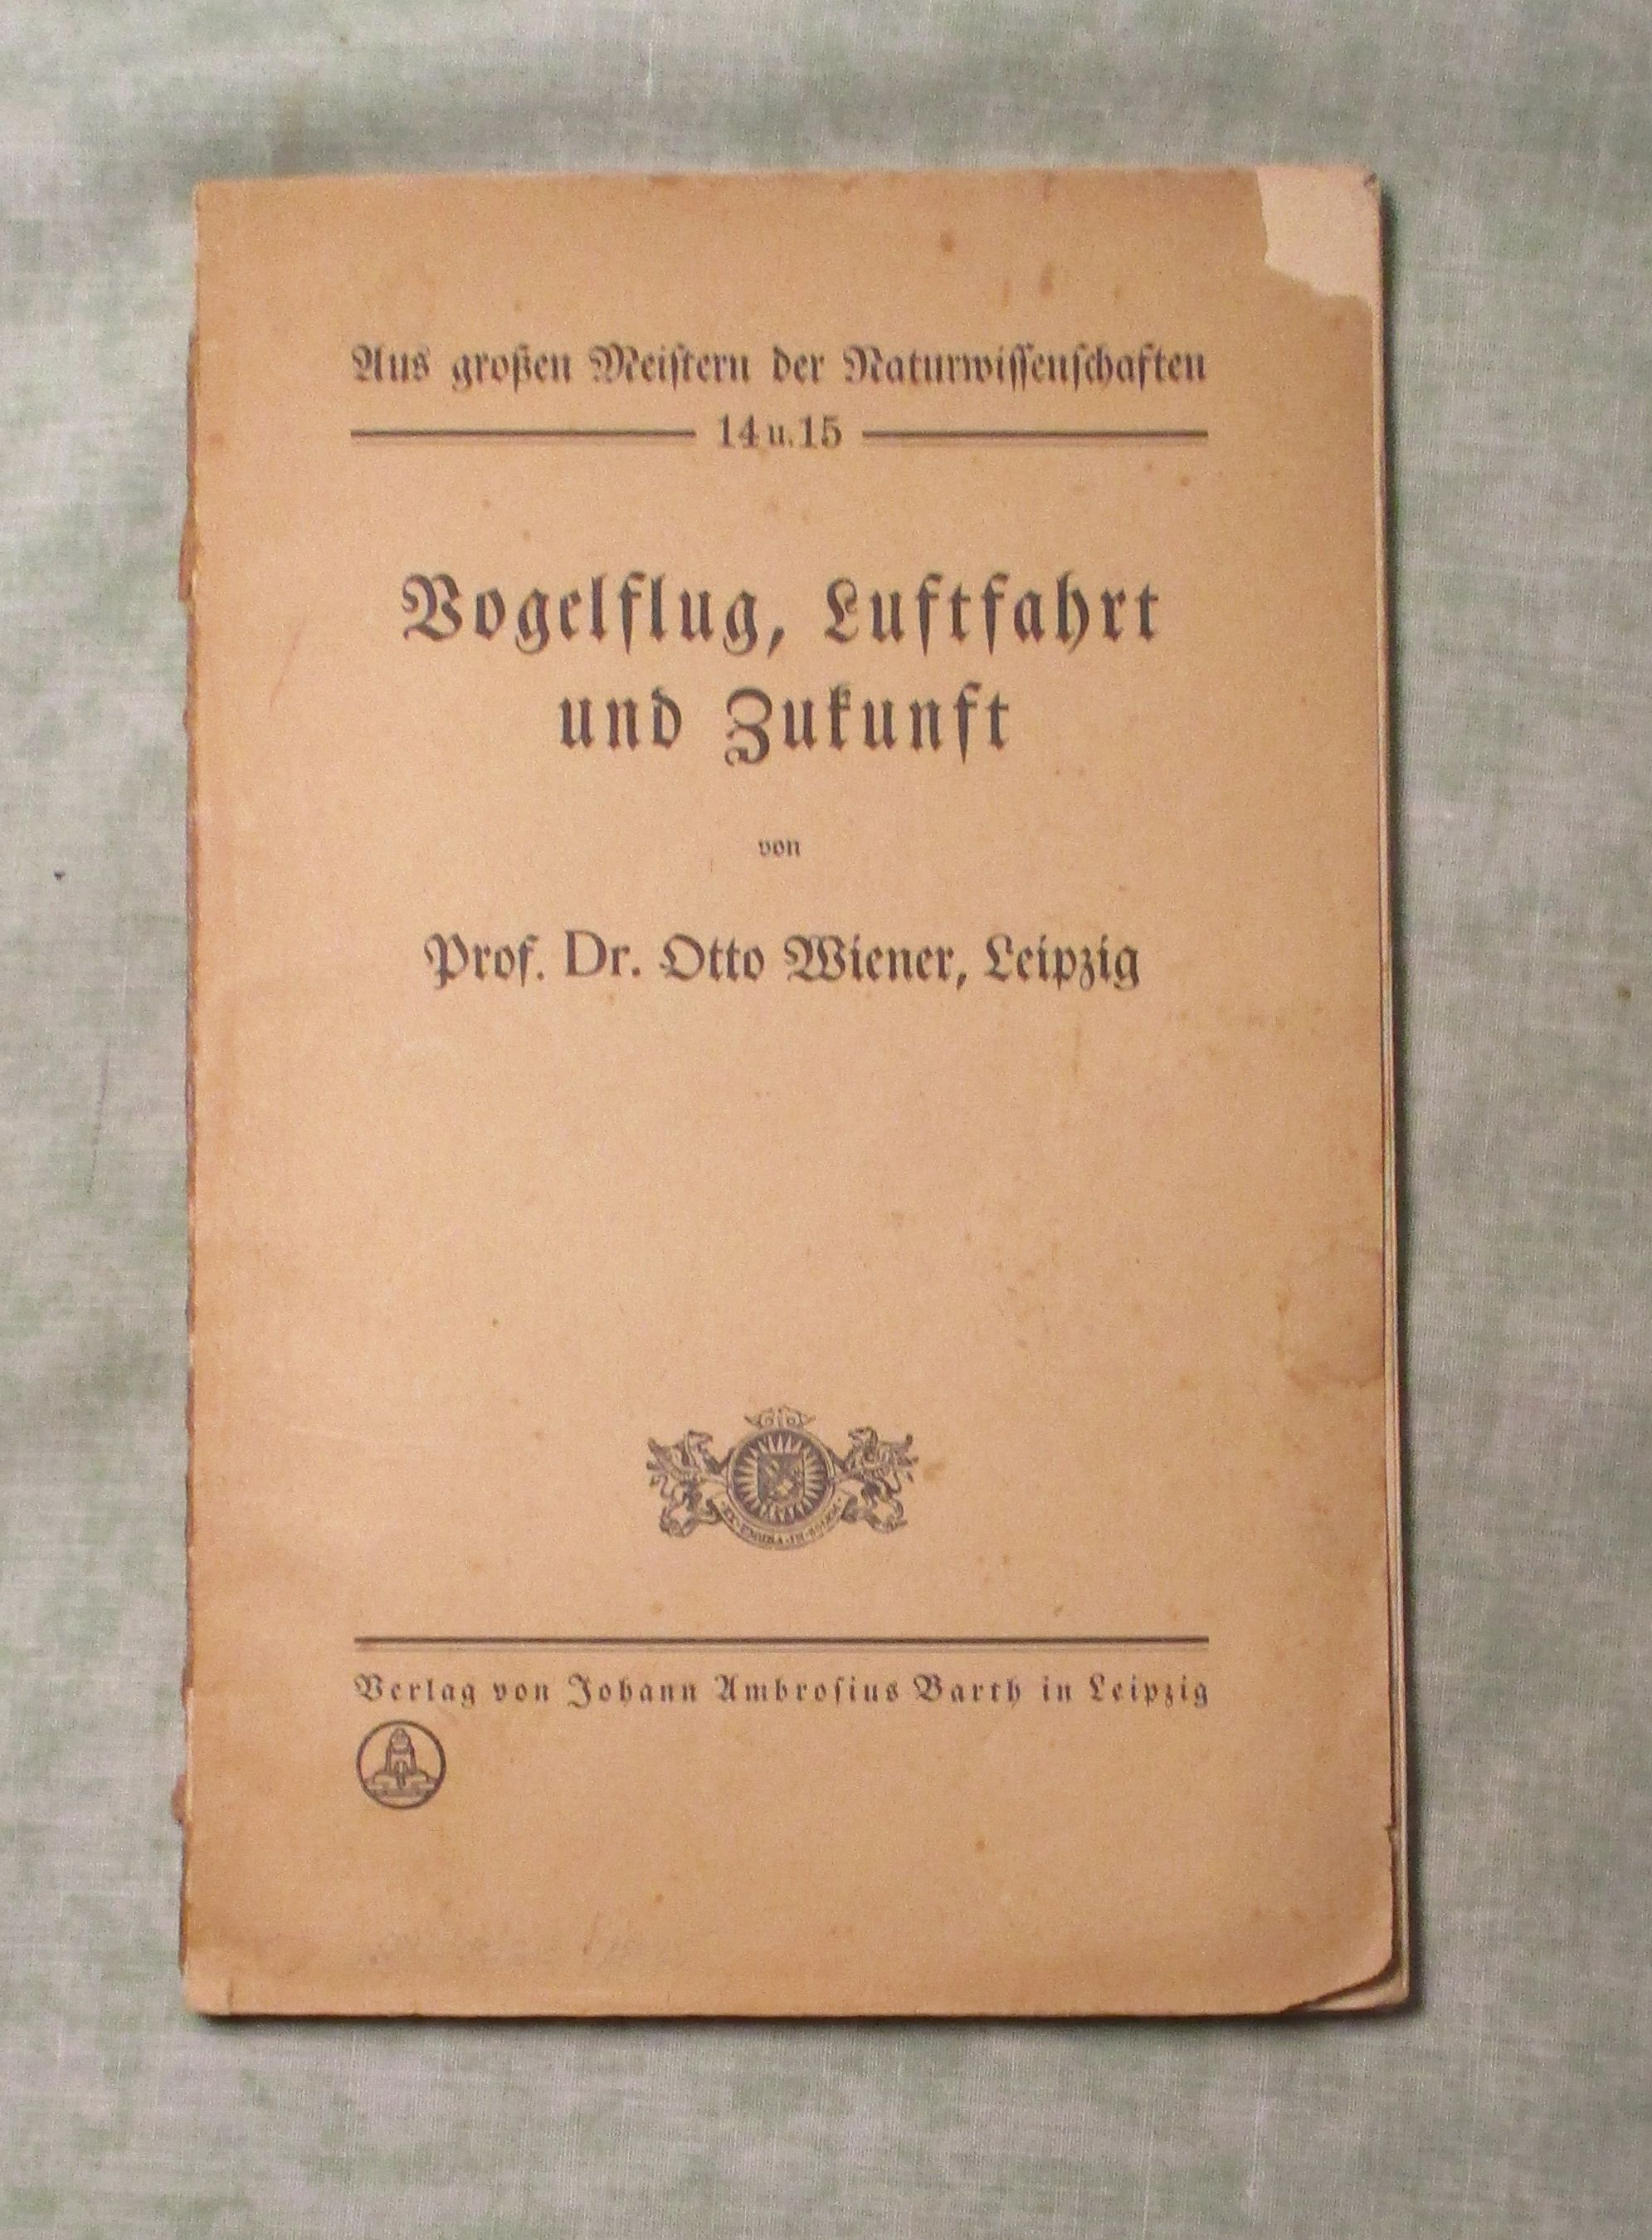 Aus großen Meistern der Naturwissenschaften
14 u. 15
Vogelflug, Luftfahrt
und Zukunft
von
Prof. Dr. Otto Wiener, Leipzig
Verlag von Johann Ambrosius Barth in Leipzig